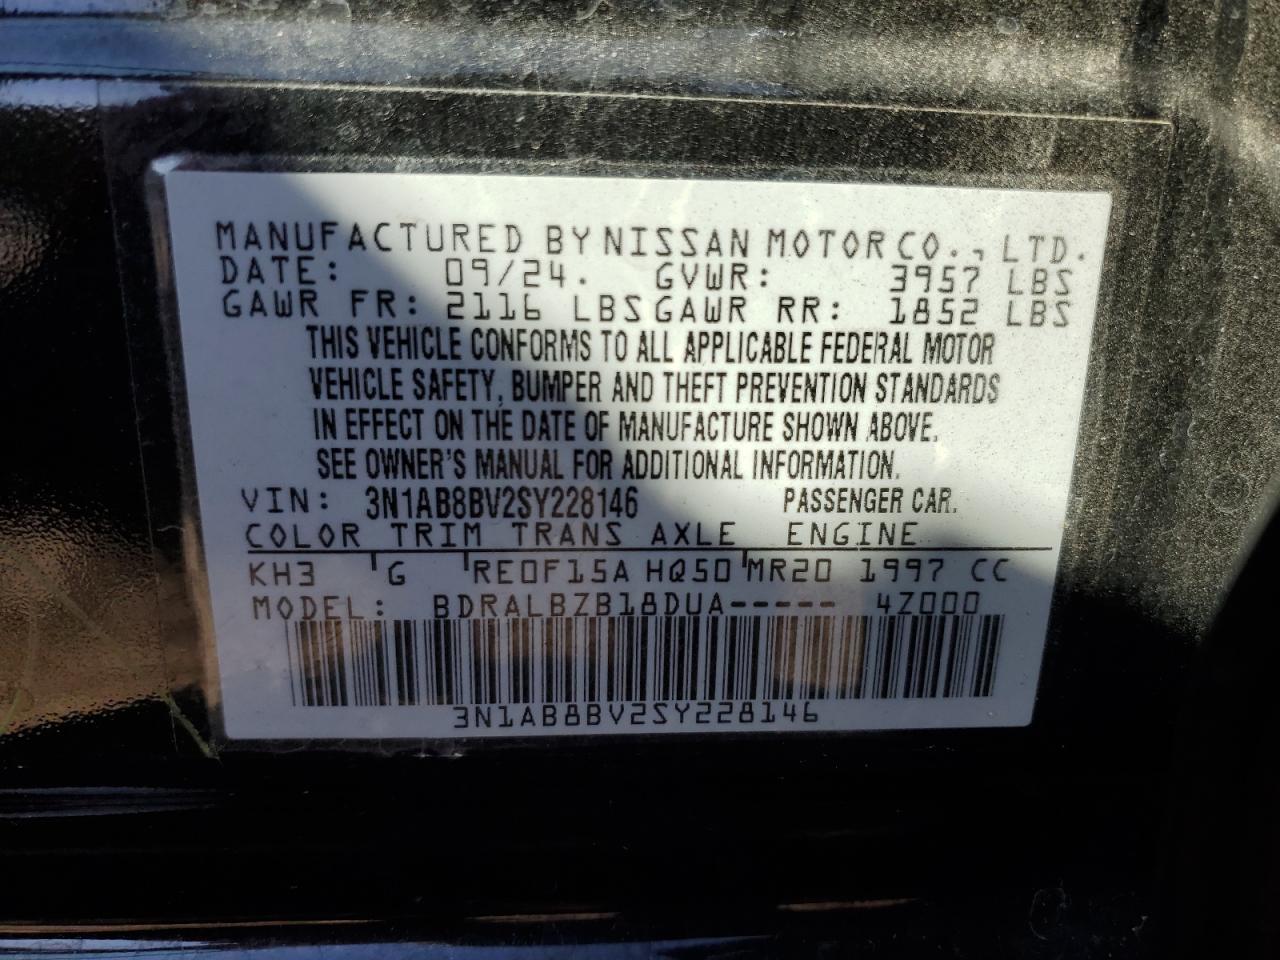 MANUFACTURED BY NISSAN MOTOR CO., LTD.
DATE: 09/24. GVWR: 3957 LBS
GAWR FR: 2116 LBS GAWR RR: 1852 LBS
THIS VEHICLE CONFORMS TO ALL APPLICABLE FEDERAL MOTOR
VEHICLE SAFETY, BUMPER AND THEFT PREVENTION STANDARDS
IN EFFECT ON THE DATE OF MANUFACTURE SHOWN ABOVE.
SEE OWNER'S MANUAL FOR ADDITIONAL INFORMATION.
VIN: 3N1AB8BV2SY228146 PASSENGER CAR.
COLOR TRIM TRANS AXLE ENGINE
KH3 G RE0F15A HQ50 MR20 1997 CC
MODEL: BDRALBZB18DUA----- 4Z000
3N1AB8BV2SY228146